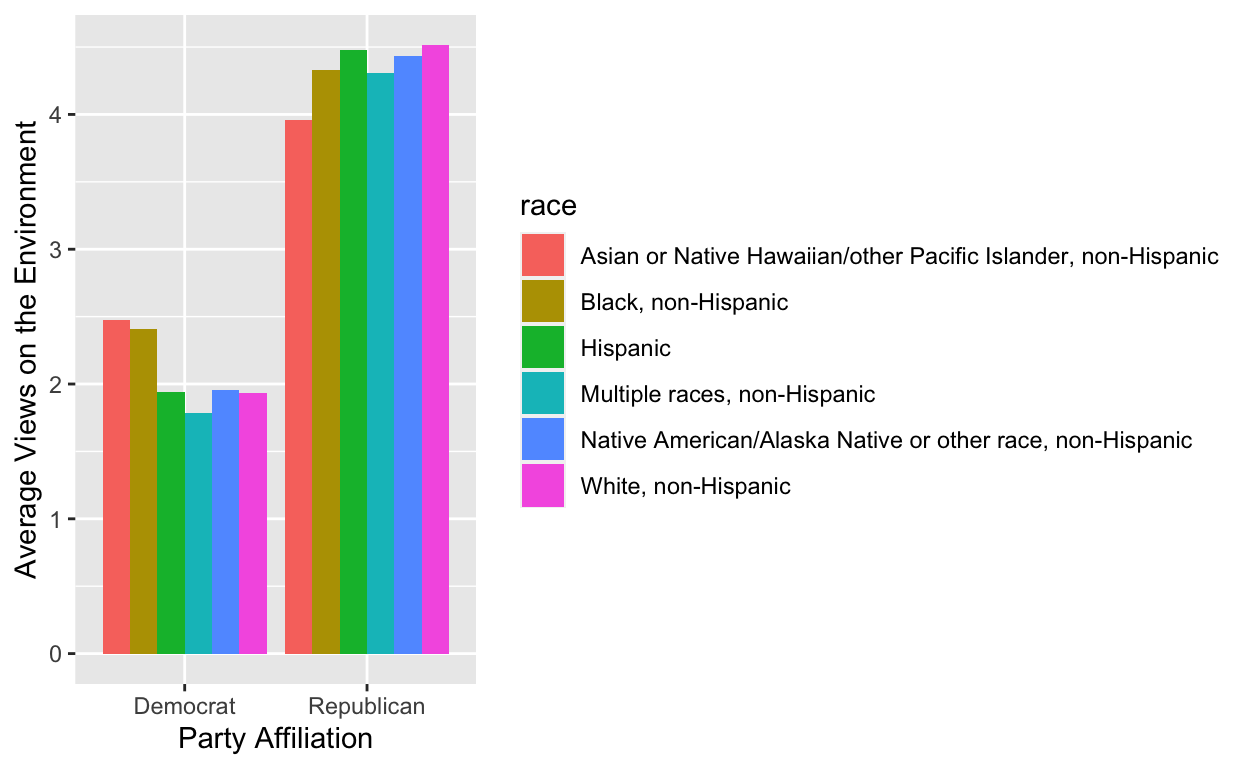 Average Views on the Environment
4
3
2
1
0
Democrat Republican
Party Affiliation
race
Asian or Native Hawaiian/other Pacific Islander, non-Hispanic
Black, non-Hispanic
Hispanic
Multiple races, non-Hispanic
Native American/Alaska Native or other race, non-Hispanic
White, non-Hispanic